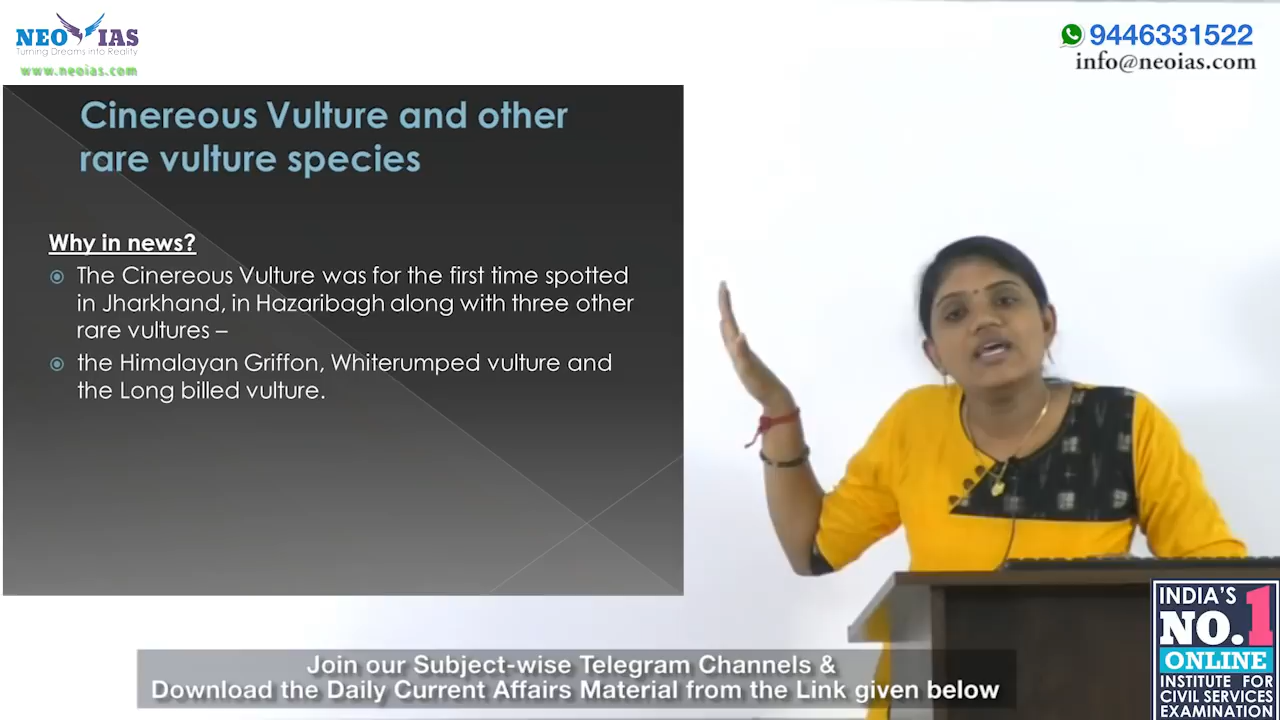 NEO IAS
Turning Dreams into Reality
www.neoias.com
9446331522
info@neoias.com
Cinereous Vulture and other
rare vulture species
Why in news?
The Cinereous Vulture was for the first time spotted
in Jharkhand, in Hazaribagh along with three other
rare vultures –
the Himalayan Griffon, Whiterumped vulture and
the Long billed vulture.
Join our Subject-wise Telegram Channels &
Download the Daily Current Affairs Material from the Link given below
INDIA'S
NO.1
ONLINE
INSTITUTE FOR
CIVIL SERVICES
EXAMINATION